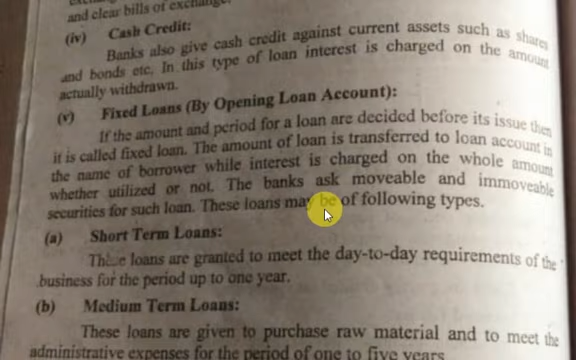 and clear bills of exchange.
(iv) Cash Credit:
Banks also give cash credit against current assets such as shares
and bonds etc. In this type of loan interest is charged on the amount
actually withdrawn.
(v) Fixed Loans (By Opening Loan Account):
If the amount and period for a loan are decided before its issue then
it is called fixed loan. The amount of loan is transferred to loan account in
the name of borrower while interest is charged on the whole amount
whether utilized or not. The banks ask moveable and immoveable
securities for such loan. These loans may be of following types.
(a) Short Term Loans:
These loans are granted to meet the day-to-day requirements of the
business for the period up to one year.
(b) Medium Term Loans:
These loans are given to purchase raw material and to meet the
administrative expenses for the period of one to five years